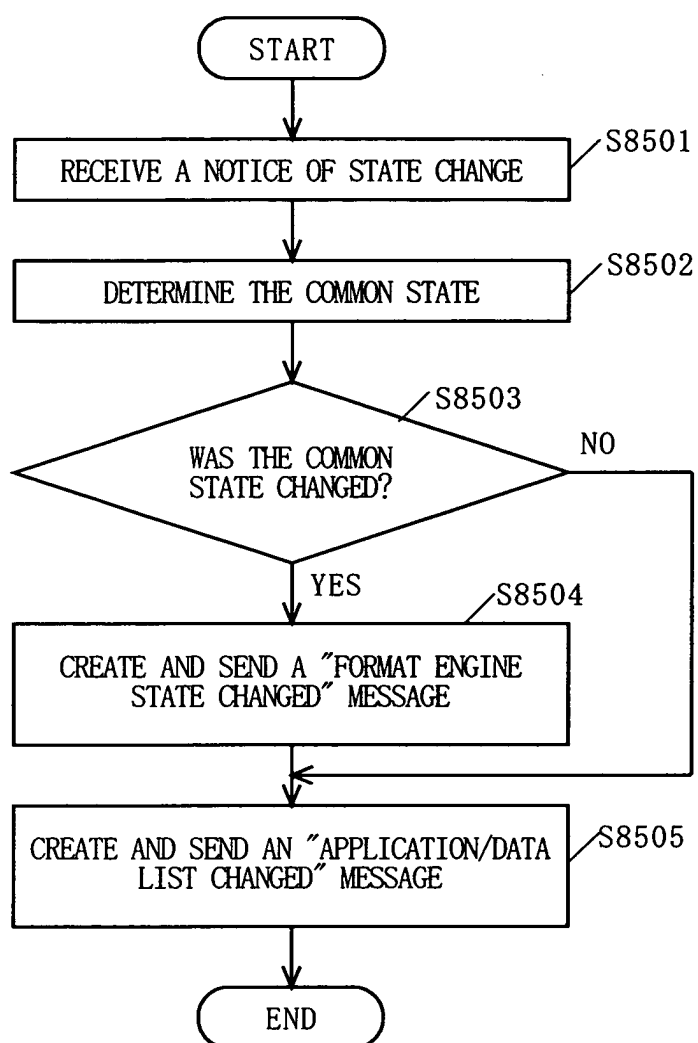 START
S8501
RECEIVE A NOTICE OF STATE CHANGE
S8502
DETERMINE THE COMMON STATE
S8503
WAS THE COMMON
STATE CHANGED?
NO
YES
S8504
CREATE AND SEND A "FORMAT ENGINE
STATE CHANGED" MESSAGE
CREATE AND SEND AN "APPLICATION/DATA
LIST CHANGED" MESSAGE
S8505
END